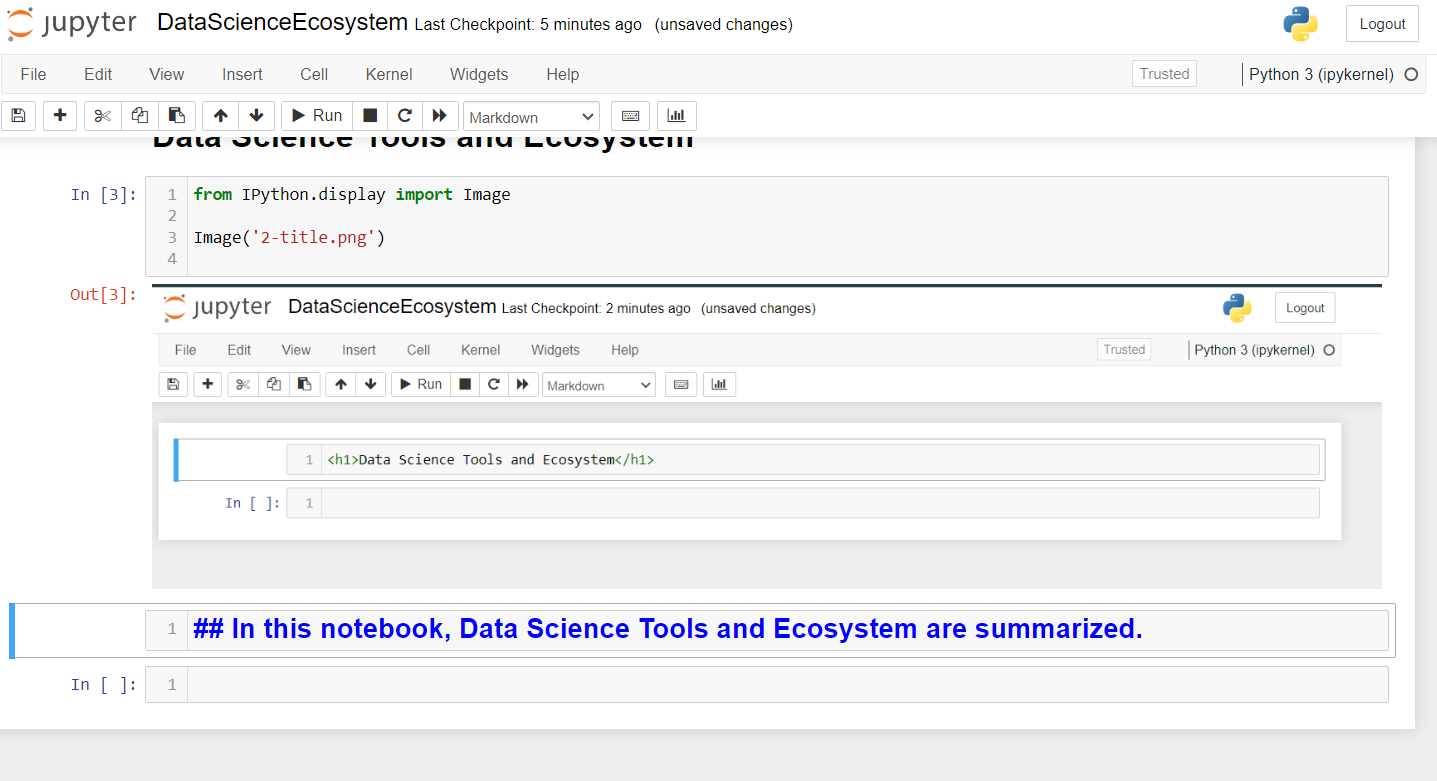 jupyter DataScienceEcosystem Last Checkpoint: 5 minutes ago (unsaved changes) Logout
File Edit View Insert Cell Kernel Widgets Help Trusted Python 3 (ipykernel)
Run Markdown
Data Science Tools and Ecosystem
In [3]: 1 from IPython.display import Image
2
3 Image('2-title.png')
4
Out[3]:
jupyter DataScienceEcosystem Last Checkpoint: 2 minutes ago (unsaved changes) Logout
File Edit View Insert Cell Kernel Widgets Help Trusted Python 3 (ipykernel)
Run Markdown
1 <h1>Data Science Tools and Ecosystem</h1>
In [ ]: 1
1 ## In this notebook, Data Science Tools and Ecosystem are summarized.
In [ ]: 1